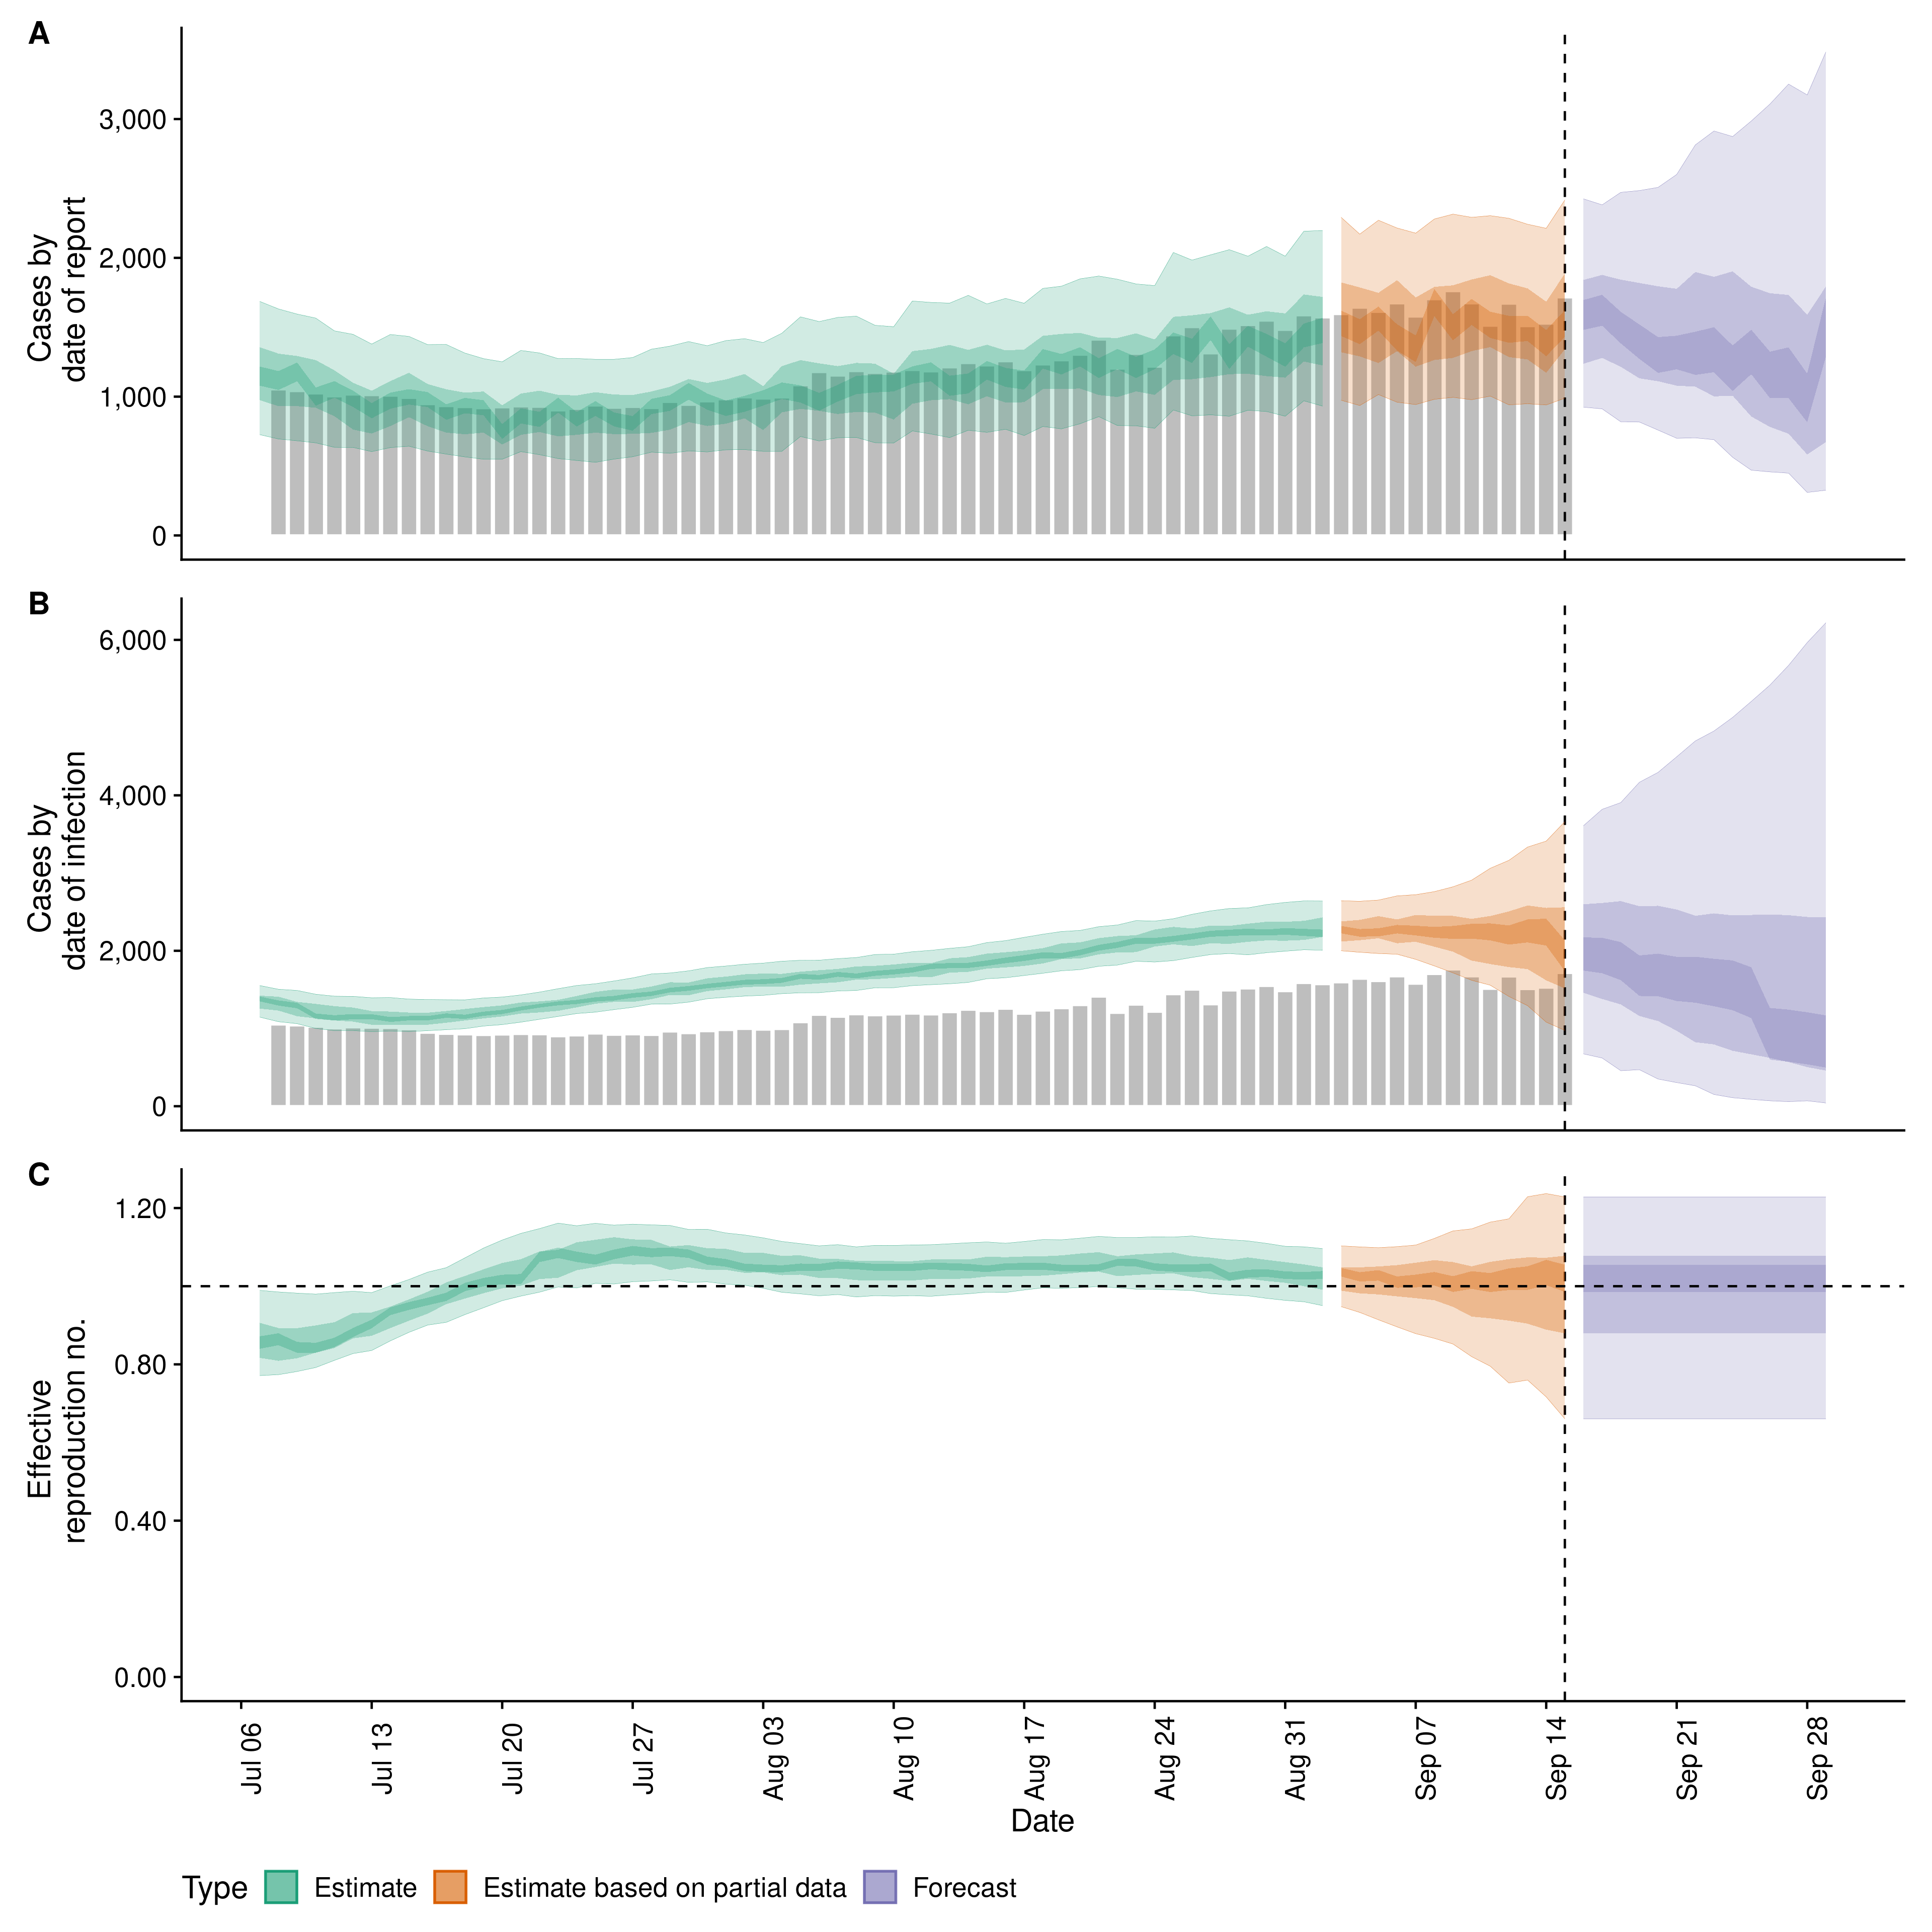 A
Cases by
date of report
3,000
2,000
1,000
0
B
Cases by
date of infection
6,000
4,000
2,000
0
C
Effective
reproduction no.
1.20
0.80
0.40
0.00
Jul 06
Jul 13
Jul 20
Jul 27
Aug 03
Aug 10
Aug 17
Aug 24
Aug 31
Sep 07
Sep 14
Sep 21
Sep 28
Date
Type Estimate Estimate based on partial data Forecast